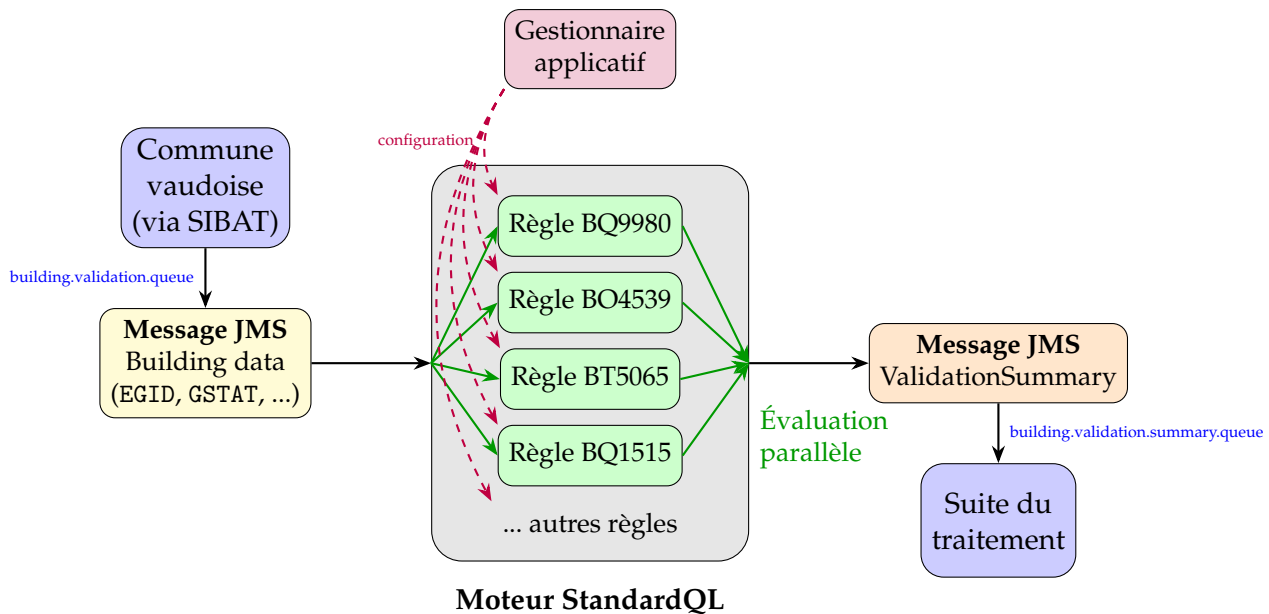 Gestionnaire
applicatif
configuration
Commune
vaudoise
(via SIBAT)
building.validation.queue
Message JMS
Building data
(EGID, GSTAT, ...)
Règle BQ9980
Règle BO4539
Règle BT5065
Règle BQ1515
... autres règles
Moteur StandardQL
Évaluation
parallèle
Message JMS
ValidationSummary
building.validation.summary.queue
Suite du
traitement